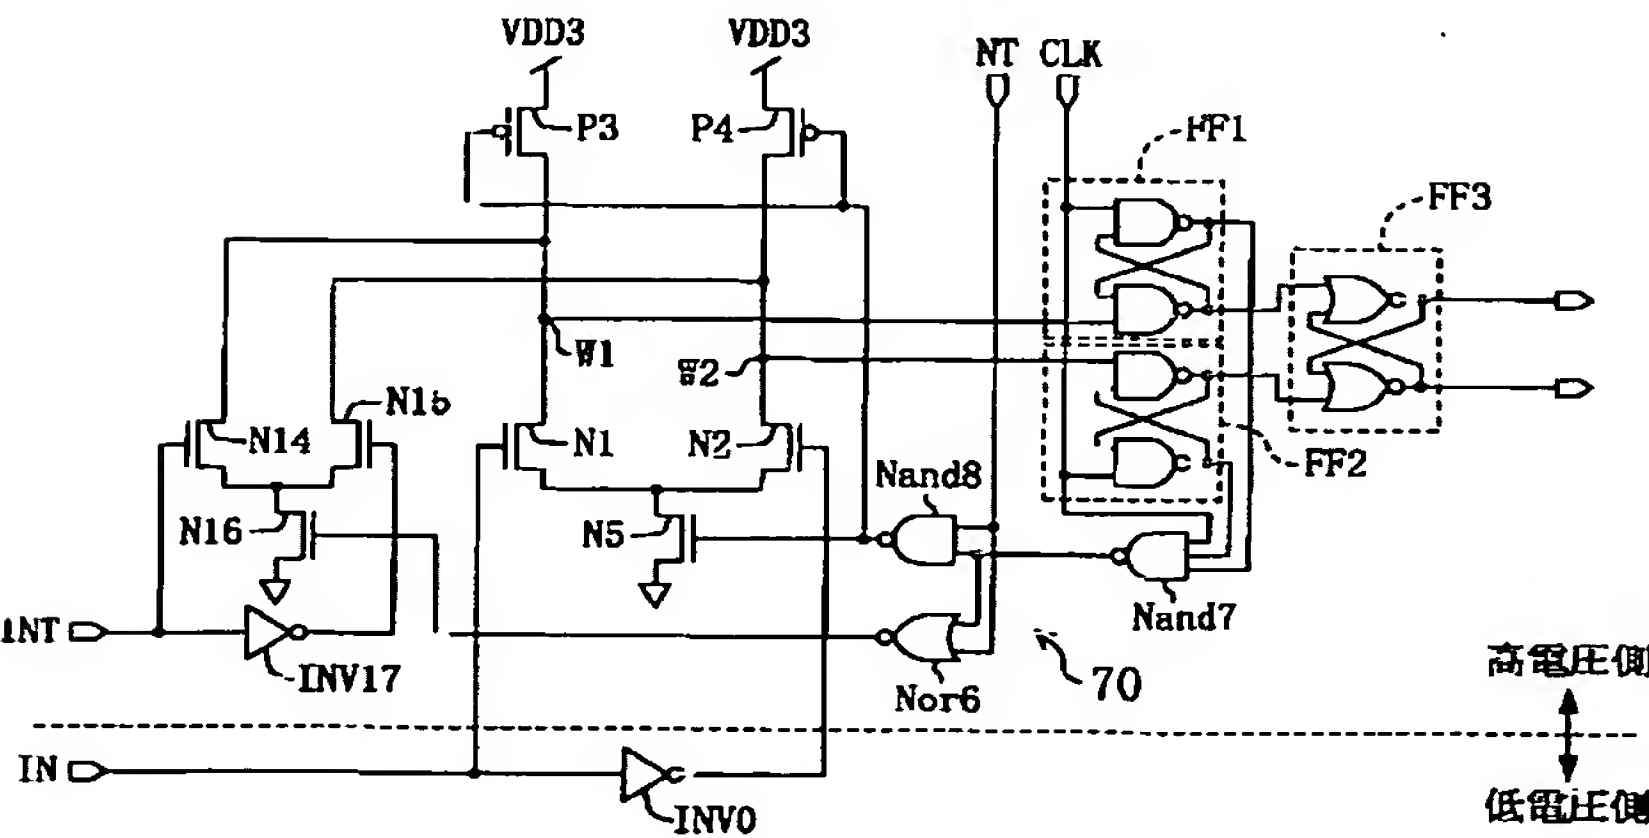 VDD3 VDD3
NT CLK
P3 P4
FF1
FF3
W1 W2
N15
N14 N1 N2
FF2
Nand8
N16 N5
Nand7
INT
INV17
70
Nor6
高電圧側
IN
INV0
低電圧側